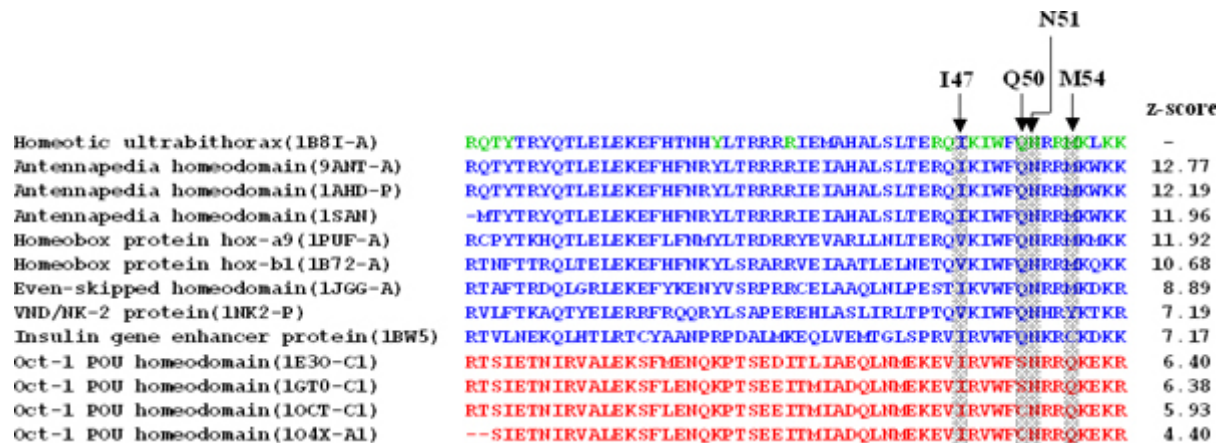 N51
I47 Q50 M54
z-score
Homeotic ultrabithorax(1B8I-A) RQTYTRYQTLELEKEFHTNHYLTRRRRIEMAHALSLTERQIKIWFQNRRMKLKK -
Antennapedia homeodomain(9ANT-A) RQTYTRYQTLELEKEFHFNRYLTRRRRIEIAHALSLTERQIKIWFQNRRMKWKK 12.77
Antennapedia homeodomain(1AHD-P) RQTYTRYQTLELEKEFHFNRYLTRRRRIEIAHALSLTERQIKIWFQNRRMKWKK 12.19
Antennapedia homeodomain(1SAN) -MTYTRYQTLELEKEFHFNRYLTRRRRIEIAHALSLTERQIKIWFQNRRMKWKK 11.96
Homeobox protein hox-a9(1PUF-A) RCPYTKHQTLELEKEFLFNMYLTRDRRYEVARLLNLTERQVKIWFQNRRMKMKK 11.92
Homeobox protein hox-b1(1B72-A) RTNFTTRQLTELEKEFHFNKYLSRARRVEIAATLELNETQVKIWFQNRRMKQKK 10.68
Even-skipped homeodomain(1JGG-A) RTAFTRDQLGRLEKEFYKENYVSRPRRCELAAQLNLPESTIKVWFQNRRMKDKR 8.89
VND/NK-2 protein(1NK2-P) RVLFTKAQTYELERRFRQQRYLSAPEREHLASLIRLTPTQVKIWFQNHRYKTKR 7.19
Insulin gene enhancer protein(1BW5) RTVLNEKQLHTLRTCYAANPRPDALMKEQLVEMTGLSPRVIRVWFQNKRCKDKK 7.17
Oct-1 POU homeodomain(1E3O-C1) RTSIETNIRVALEKSFMENQKPTSEDITLIAEQLNMEKEVIRVWFSNRRQKEKR 6.40
Oct-1 POU homeodomain(1GT0-C1) RTSIETNIRVALEKSFLENQKPTSEEITMIADQLNMEKEVIRVWFSNRRQKEKR 6.38
Oct-1 POU homeodomain(1OCT-C1) RTSIETNIRVALEKSFLENQKPTSEEITMIADQLNMEKEVIRVWFCNRRQKEKR 5.93
Oct-1 POU homeodomain(1O4X-A1) --SIETNIRVALEKSFLENQKPTSEEITMIADQLNMEKEVIRVWFCNRRQKEKR 4.40